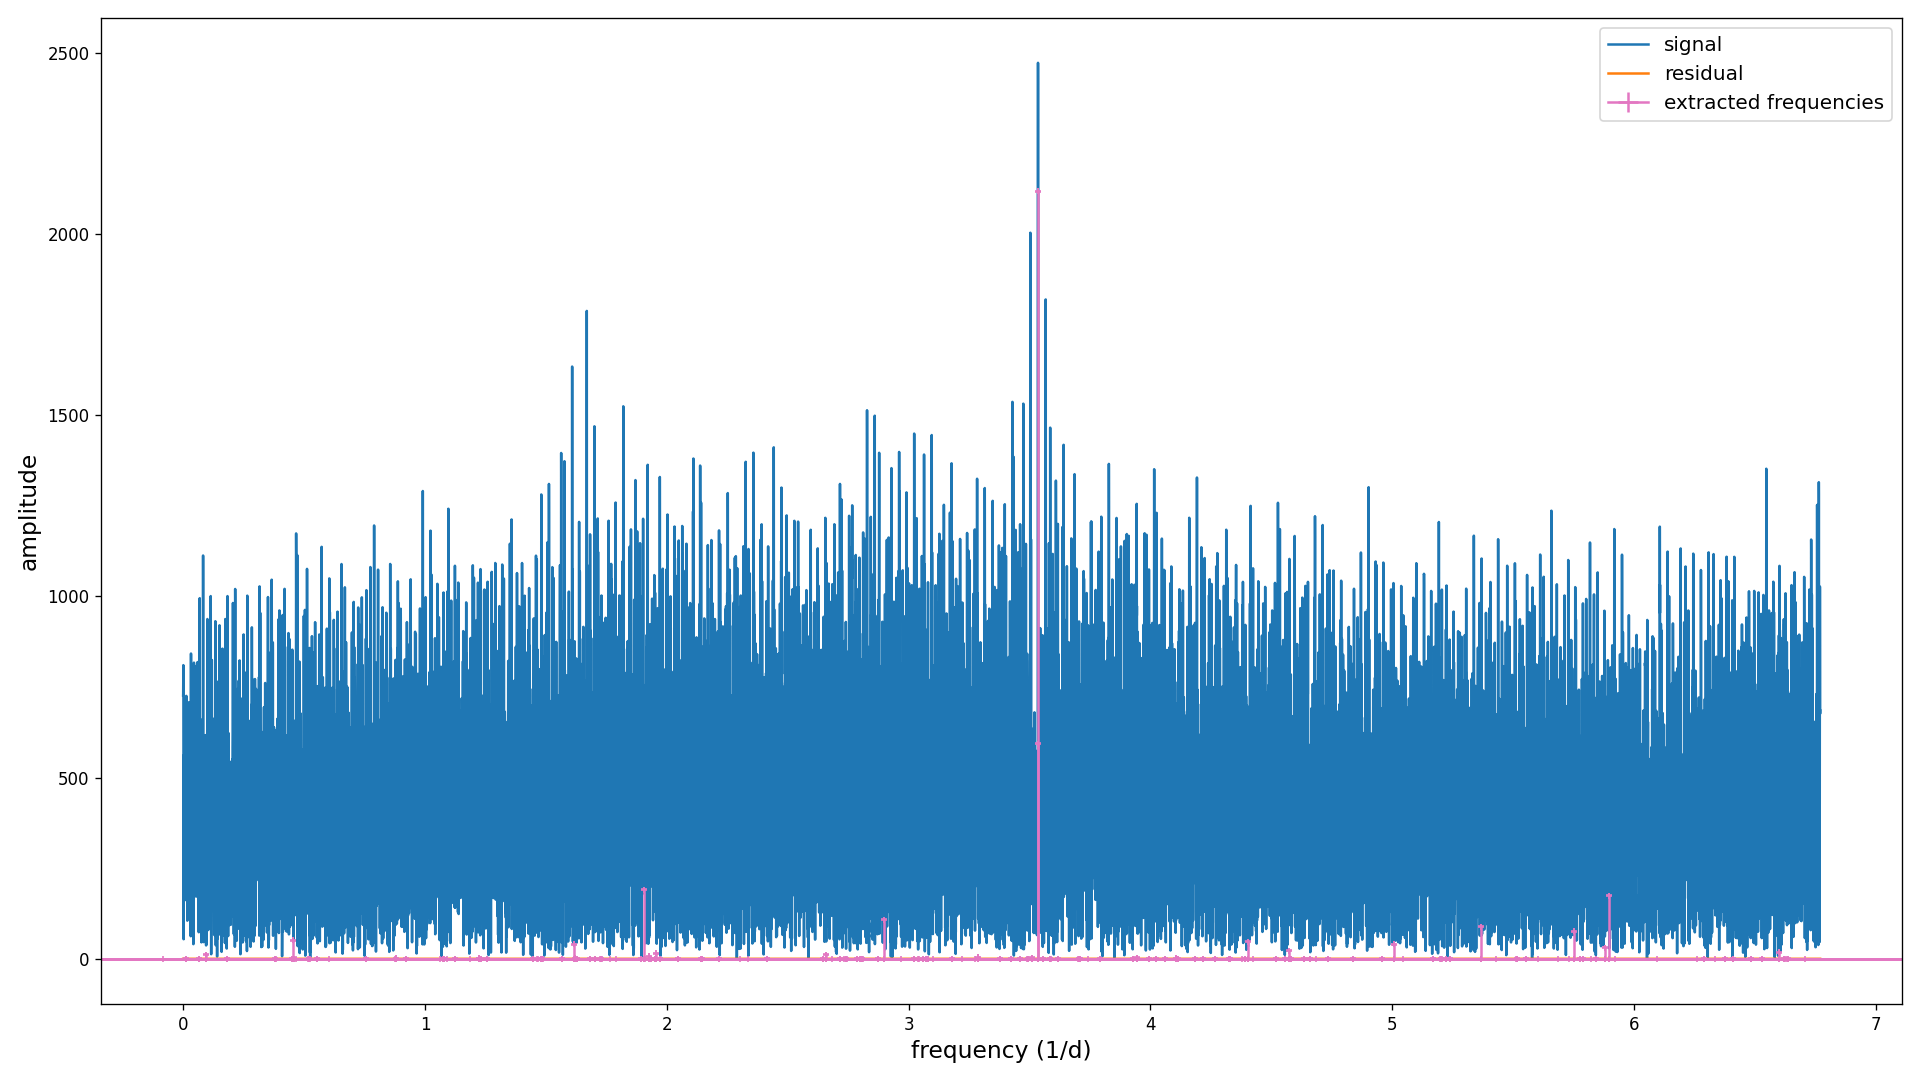 signal
residual
extracted frequencies
amplitude
2500
2000
1500
1000
500
0
0 1 2 3 4 5 6 7
frequency (1/d)